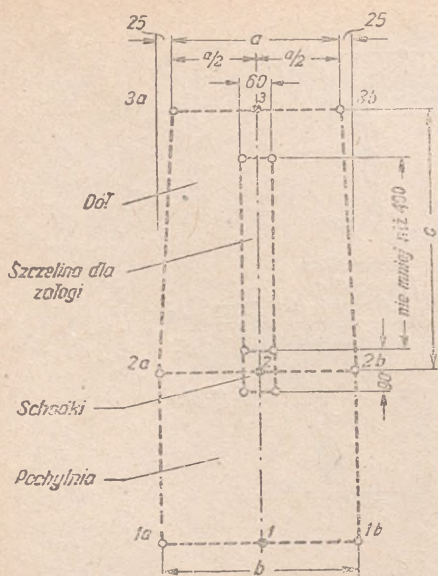 25 25
a
a/2 a/2
60
3a 3 3b
Dół
nie mniej niż 400
c
Szczelina dla
załogi
2a 2 2b
80
Schodki
Pochylnia
1a 1 1b
b